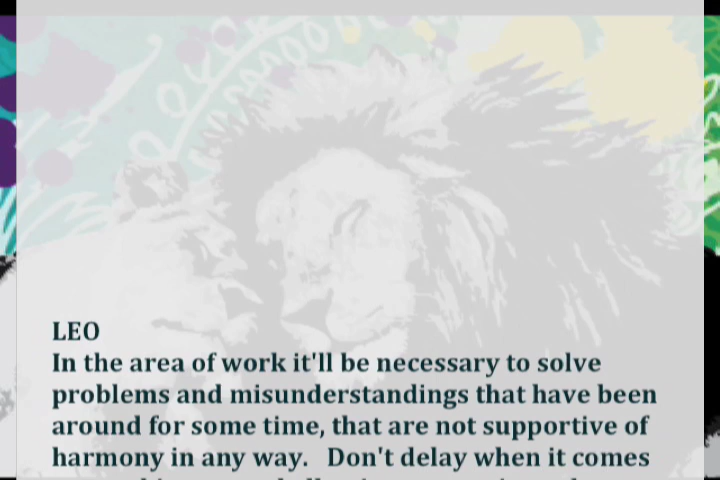 LEO
In the area of work it'll be necessary to solve
problems and misunderstandings that have been
around for some time, that are not supportive of
harmony in any way.   Don't delay when it comes